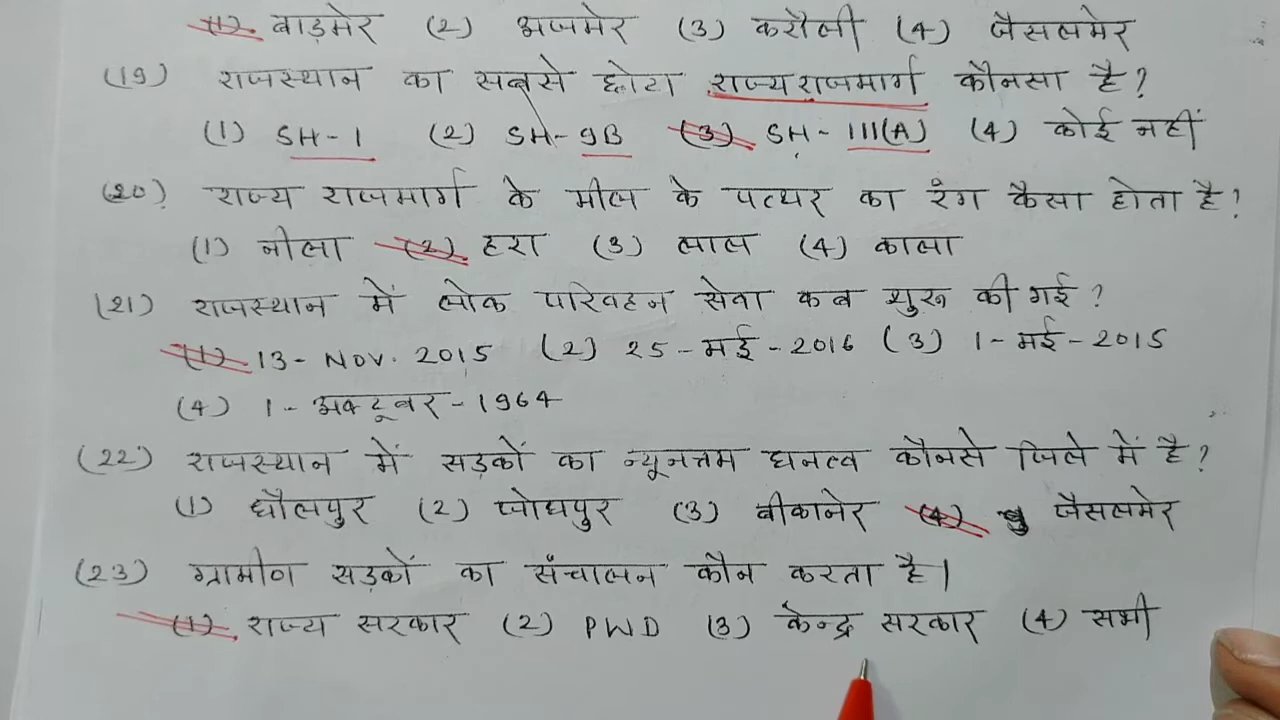 (1) बाड़मेर (2) अजमेर (3) करौली (4) जैसलमेर
(19) राजस्थान का सबसे छोटा राज्य राजमार्ग कौनसा है?
(1) SH-1 (2) SH-9B (3) SH-111(A) (4) कोई नहीं
(20) राज्य राजमार्ग के मील के पत्थर का रंग कैसा होता है?
(1) नीला (2) हरा (3) लाल (4) काला
(21) राजस्थान में लोक परिवहन सेवा कब शुरू की गई?
(1) 13-Nov. 2015 (2) 25-मई-2016 (3) 1-मई-2015
(4) 1-अक्टूबर-1964
(22) राजस्थान में सड़कों का न्यूनत्तम घनत्व कौनसे जिले में है?
(1) धौलपुर (2) जोधपुर (3) बीकानेर (4) जैसलमेर
(23) ग्रामीण सड़कों का संचालन कौन करता है।
(1) राज्य सरकार (2) PWD (3) केन्द्र सरकार (4) सभी